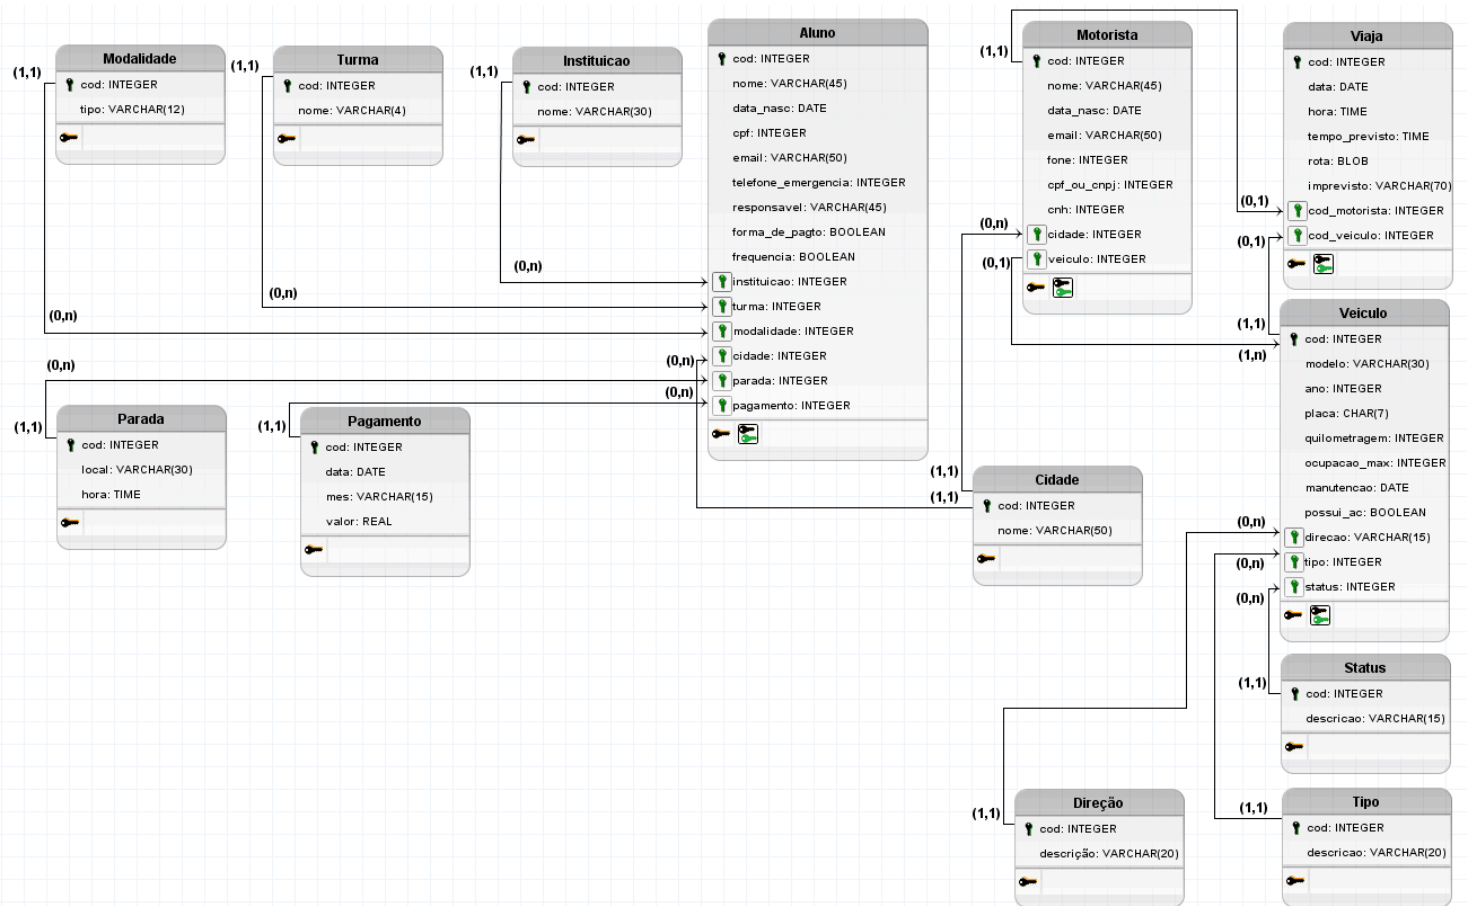 Modalidade
cod: INTEGER
tipo: VARCHAR(12)
(1,1)
(0,n)
Turma
cod: INTEGER
nome: VARCHAR(4)
(1,1)
(0,n)
Instituicao
cod: INTEGER
nome: VARCHAR(30)
(1,1)
(0,n)
Aluno
cod: INTEGER
nome: VARCHAR(45)
data_nasc: DATE
cpf: INTEGER
email: VARCHAR(50)
telefone_emergencia: INTEGER
responsavel: VARCHAR(45)
forma_de_pagto: BOOLEAN
frequencia: BOOLEAN
instituicao: INTEGER
turma: INTEGER
modalidade: INTEGER
cidade: INTEGER
parada: INTEGER
pagamento: INTEGER
(0,n)
(0,n)
Motorista
cod: INTEGER
nome: VARCHAR(45)
data_nasc: DATE
email: VARCHAR(50)
fone: INTEGER
cpf_ou_cnpj: INTEGER
cnh: INTEGER
cidade: INTEGER
veiculo: INTEGER
(1,1)
(0,n)
(0,1)
Viaja
cod: INTEGER
data: DATE
hora: TIME
tempo_previsto: TIME
rota: BLOB
imprevisto: VARCHAR(70)
cod_motorista: INTEGER
cod_veiculo: INTEGER
(0,1)
(0,1)
(0,n)
Parada
cod: INTEGER
local: VARCHAR(30)
hora: TIME
(1,1)
Pagamento
cod: INTEGER
data: DATE
mes: VARCHAR(15)
valor: REAL
(1,1)
Cidade
cod: INTEGER
nome: VARCHAR(50)
(1,1)
(1,1)
Veiculo
cod: INTEGER
modelo: VARCHAR(30)
ano: INTEGER
placa: CHAR(7)
quilometragem: INTEGER
ocupacao_max: INTEGER
manutencao: DATE
possui_ac: BOOLEAN
direcao: VARCHAR(15)
tipo: INTEGER
status: INTEGER
(1,1)
(1,n)
(0,n)
(0,n)
(0,n)
Status
cod: INTEGER
descricao: VARCHAR(15)
(1,1)
Direção
cod: INTEGER
descrição: VARCHAR(20)
(1,1)
Tipo
cod: INTEGER
descricao: VARCHAR(20)
(1,1)